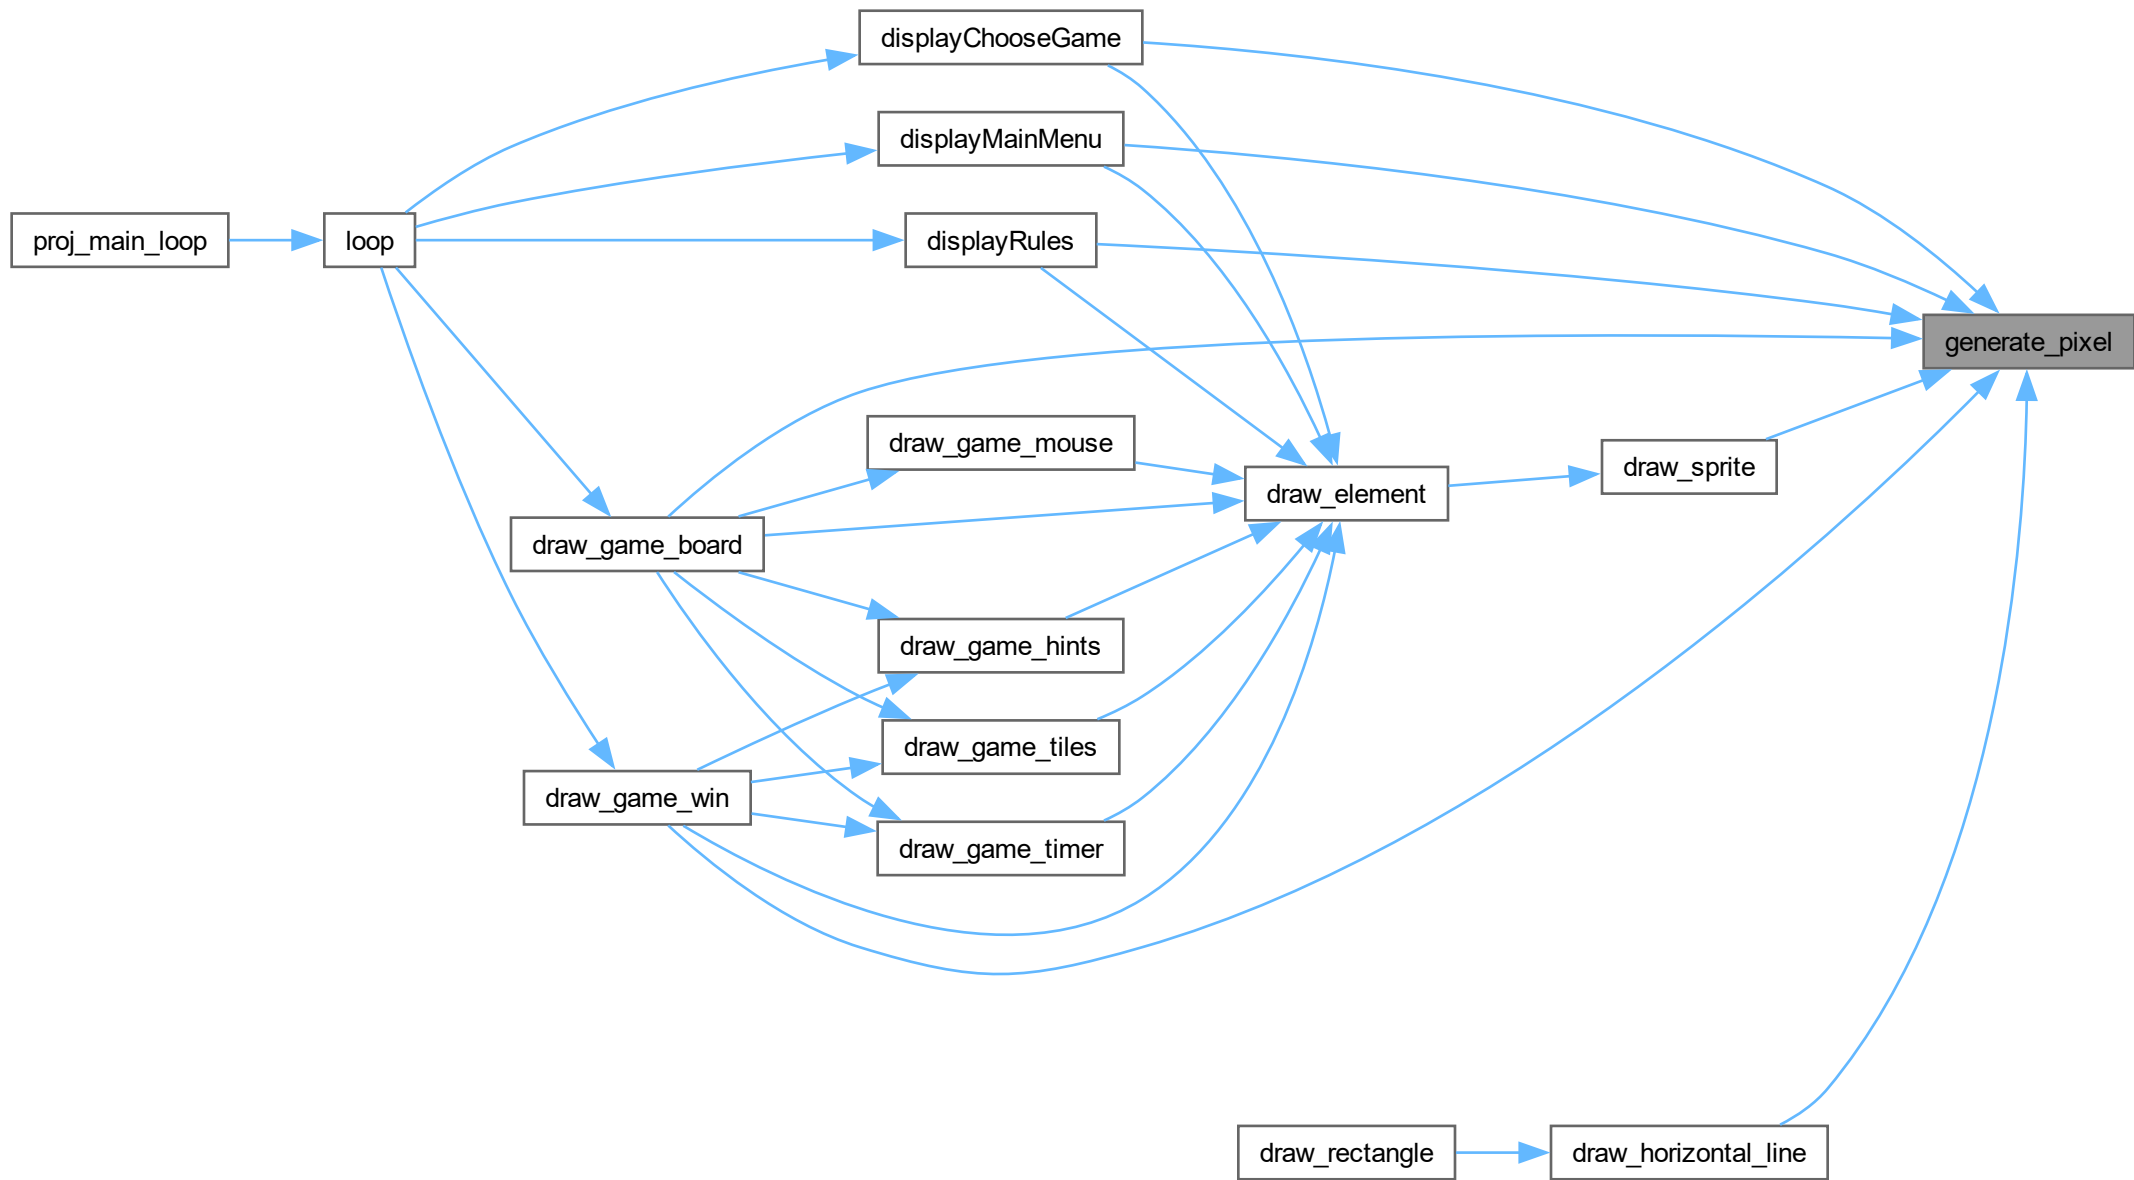 displayChooseGame
displayMainMenu
proj_main_loop
loop
displayRules
generate_pixel
draw_game_mouse
draw_sprite
draw_element
draw_game_board
draw_game_hints
draw_game_tiles
draw_game_win
draw_game_timer
draw_rectangle
draw_horizontal_line